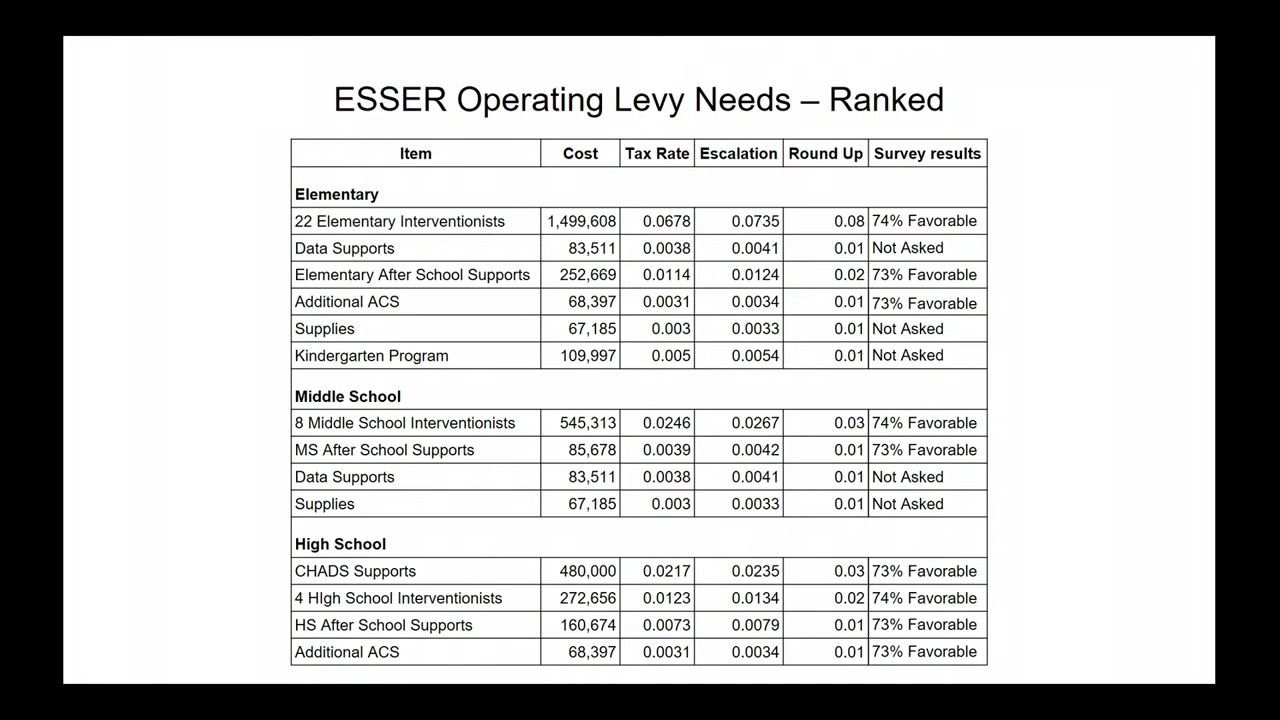 ESSER Operating Levy Needs – Ranked
Item Cost Tax Rate Escalation Round Up Survey results
Elementary
22 Elementary Interventionists 1,499,608 0.0678 0.0735 0.08 74% Favorable
Data Supports 83,511 0.0038 0.0041 0.01 Not Asked
Elementary After School Supports 252,669 0.0114 0.0124 0.02 73% Favorable
Additional ACS 68,397 0.0031 0.0034 0.01 73% Favorable
Supplies 67,185 0.003 0.0033 0.01 Not Asked
Kindergarten Program 109,997 0.005 0.0054 0.01 Not Asked
Middle School
8 Middle School Interventionists 545,313 0.0246 0.0267 0.03 74% Favorable
MS After School Supports 85,678 0.0039 0.0042 0.01 73% Favorable
Data Supports 83,511 0.0038 0.0041 0.01 Not Asked
Supplies 67,185 0.003 0.0033 0.01 Not Asked
High School
CHADS Supports 480,000 0.0217 0.0235 0.03 73% Favorable
4 HIgh School Interventionists 272,656 0.0123 0.0134 0.02 74% Favorable
HS After School Supports 160,674 0.0073 0.0079 0.01 73% Favorable
Additional ACS 68,397 0.0031 0.0034 0.01 73% Favorable